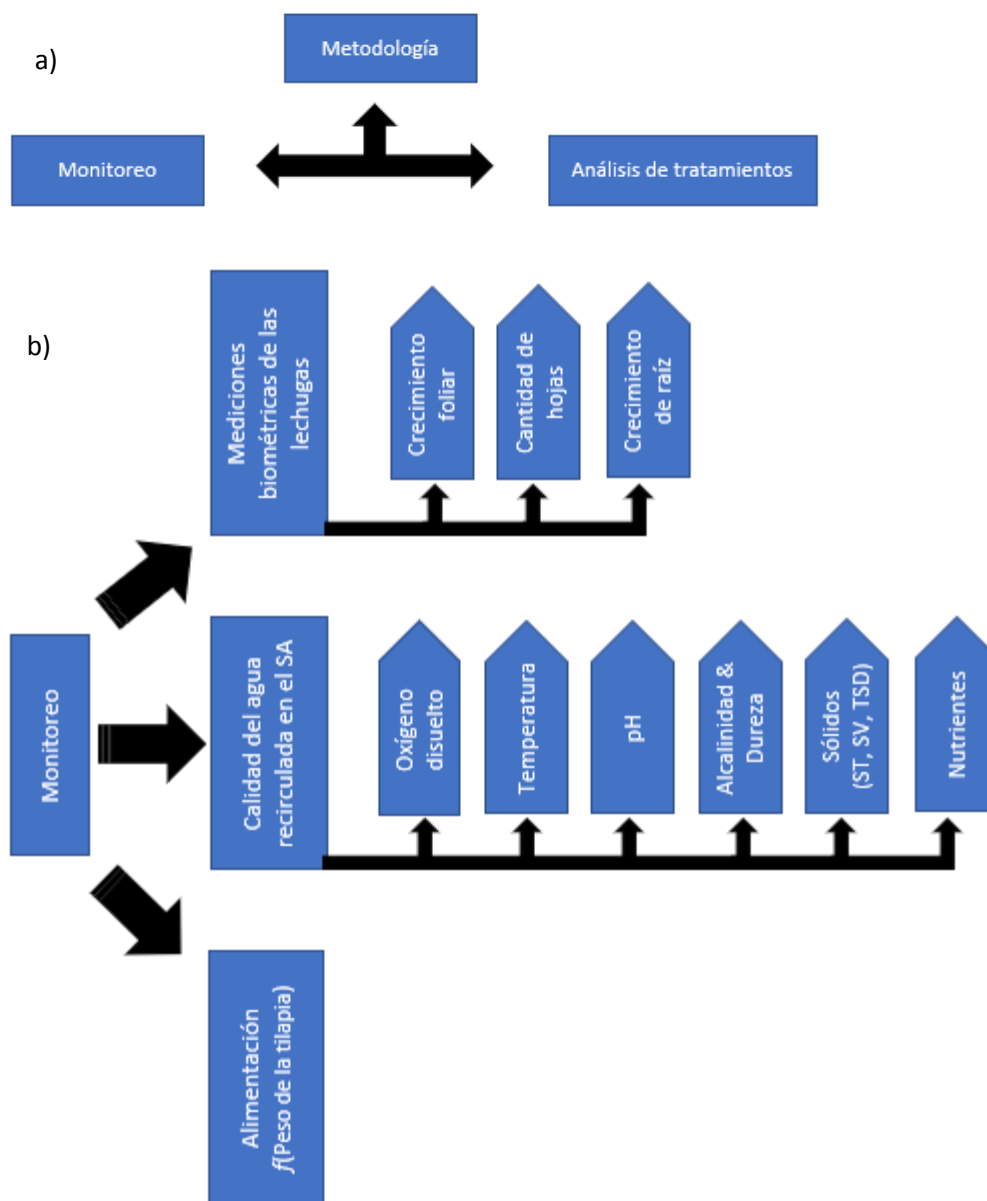 a)
Metodología
Monitoreo
Análisis de tratamientos
b)
Mediciones
biométricas de las
lechugas
Crecimiento
foliar
Cantidad de
hojas
Crecimiento
de raíz
Monitoreo
Calidad del agua
recirculada en el SA
Oxígeno
disuelto
Temperatura
pH
Alcalinidad &
Dureza
Sólidos
(ST, SV, TSD)
Nutrientes
Alimentación
f(Peso de la tilapia)